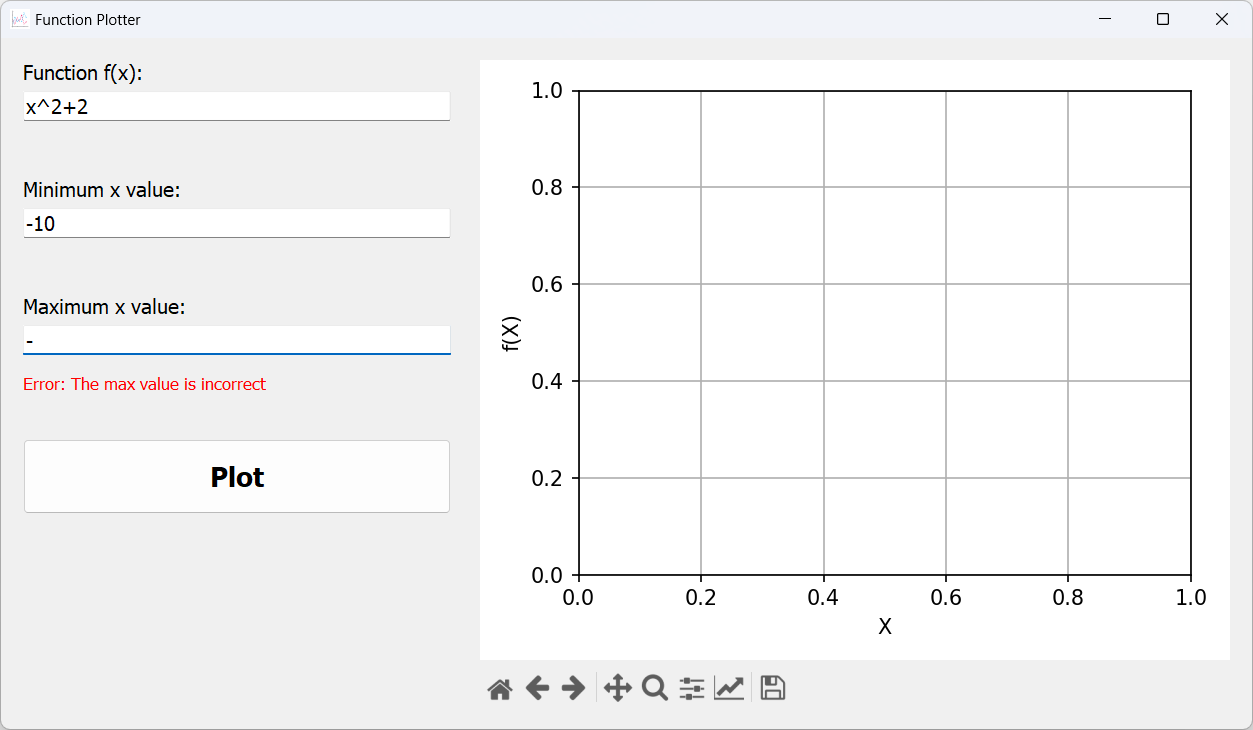 Function Plotter
Function f(x):
x^2+2
Minimum x value:
-10
Maximum x value:
-
Error: The max value is incorrect
Plot
1.0
0.8
0.6
0.4
0.2
0.0
f(X)
0.0 0.2 0.4 0.6 0.8 1.0
X